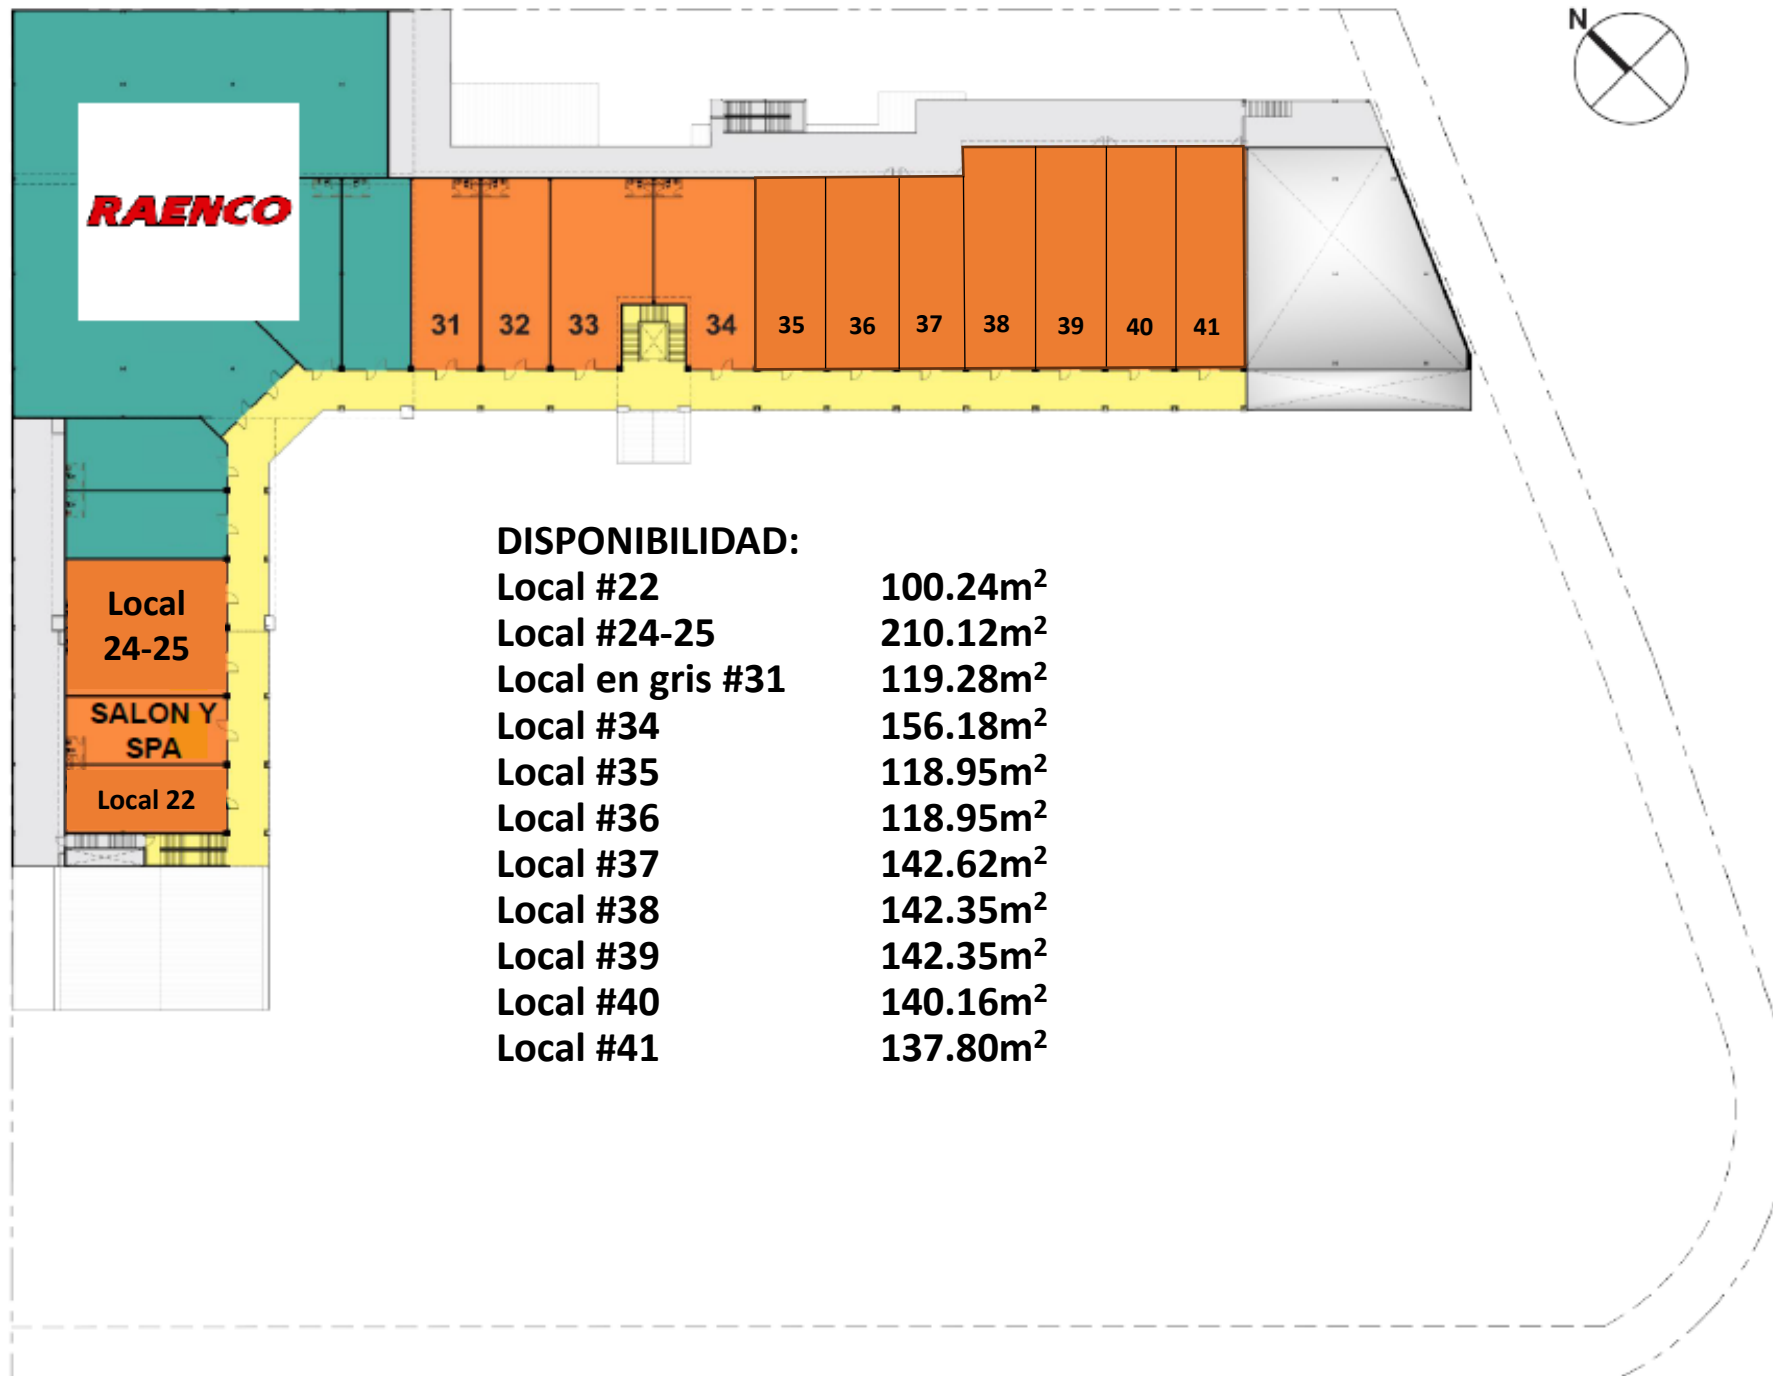 N
RAENCO
31 32 33 34 35 36 37 38 39 40 41
DISPONIBILIDAD:
Local #22 100.24m²
Local #24-25 210.12m²
Local en gris #31 119.28m²
Local #34 156.18m²
Local #35 118.95m²
Local #36 118.95m²
Local #37 142.62m²
Local #38 142.35m²
Local #39 142.35m²
Local #40 140.16m²
Local #41 137.80m²
Local
24-25
SALON Y
SPA
Local 22